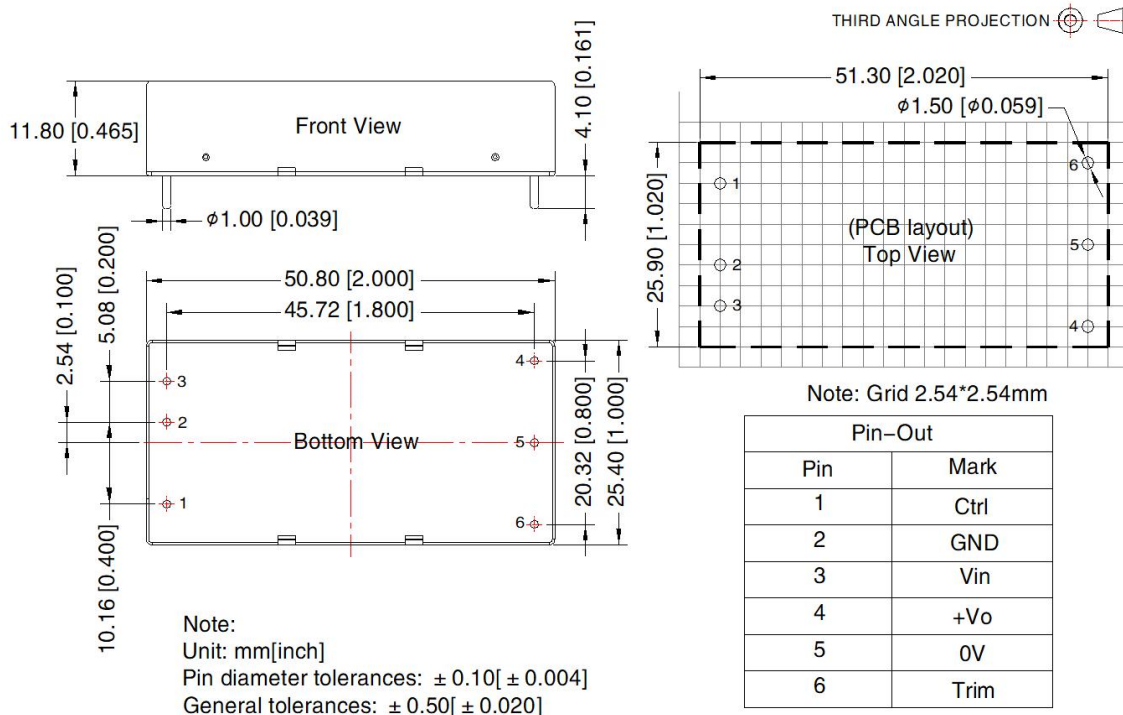 THIRD ANGLE PROJECTION
11.80 [0.465]
Front View
4.10 [0.161]
ϕ1.00 [0.039]
51.30 [2.020]
ϕ1.50 [ϕ0.059]
25.90 [1.020]
1
2
3
6
5
4
(PCB layout)
Top View
Note: Grid 2.54*2.54mm
50.80 [2.000]
45.72 [1.800]
2.54 [0.100]
5.08 [0.200]
10.16 [0.400]
3
2
1
4
5
6
Bottom View
20.32 [0.800]
25.40 [1.000]
Pin–Out
Pin Mark
1 Ctrl
2 GND
3 Vin
4 +Vo
5 0V
6 Trim
Note:
Unit: mm[inch]
Pin diameter tolerances: ± 0.10[ ± 0.004]
General tolerances: ± 0.50[ ± 0.020]